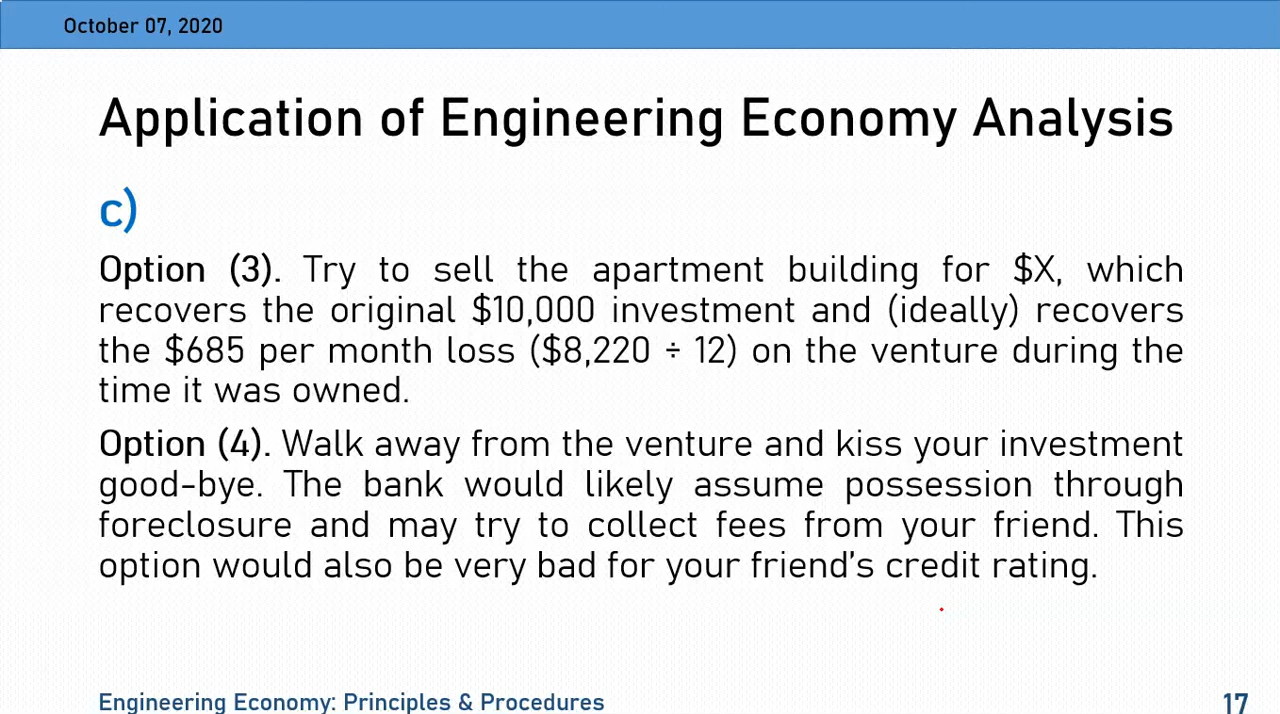 October 07, 2020
Application of Engineering Economy Analysis
c)
Option (3). Try to sell the apartment building for $X, which
recovers the original $10,000 investment and (ideally) recovers
the $685 per month loss ($8,220 ÷ 12) on the venture during the
time it was owned.
Option (4). Walk away from the venture and kiss your investment
good-bye. The bank would likely assume possession through
foreclosure and may try to collect fees from your friend. This
option would also be very bad for your friend’s credit rating.
Engineering Economy: Principles & Procedures
17